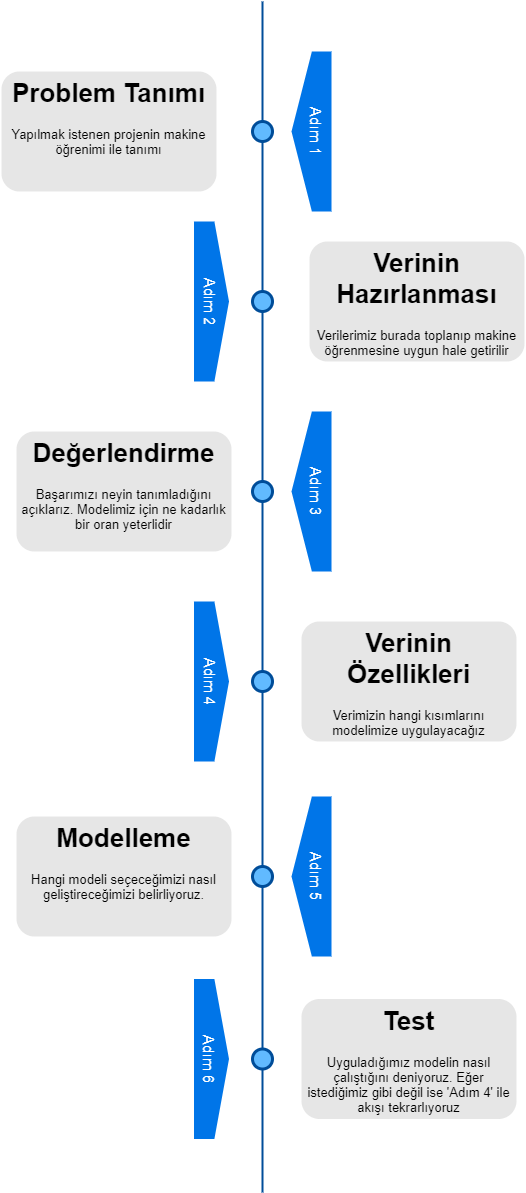 Problem Tanımı
Yapılmak istenen projenin makine
öğrenimi ile tanımı
Adım 1
Adım 2
Verinin
Hazırlanması
Verilerimiz burada toplanıp makine
öğrenmesine uygun hale getirilir
Değerlendirme
Başarımızı neyin tanımladığını
açıklarız. Modelimiz için ne kadarlık
bir oran yeterlidir
Adım 3
Adım 4
Verinin
Özellikleri
Verimizin hangi kısımlarını
modelimize uygulayacağız
Modelleme
Hangi modeli seçeceğimizi nasıl
geliştireceğimizi belirliyoruz.
Adım 5
Adım 6
Test
Uyguladığımız modelin nasıl
çalıştığını deniyoruz. Eğer
istediğimiz gibi değil ise 'Adım 4' ile
akışı tekrarlıyoruz